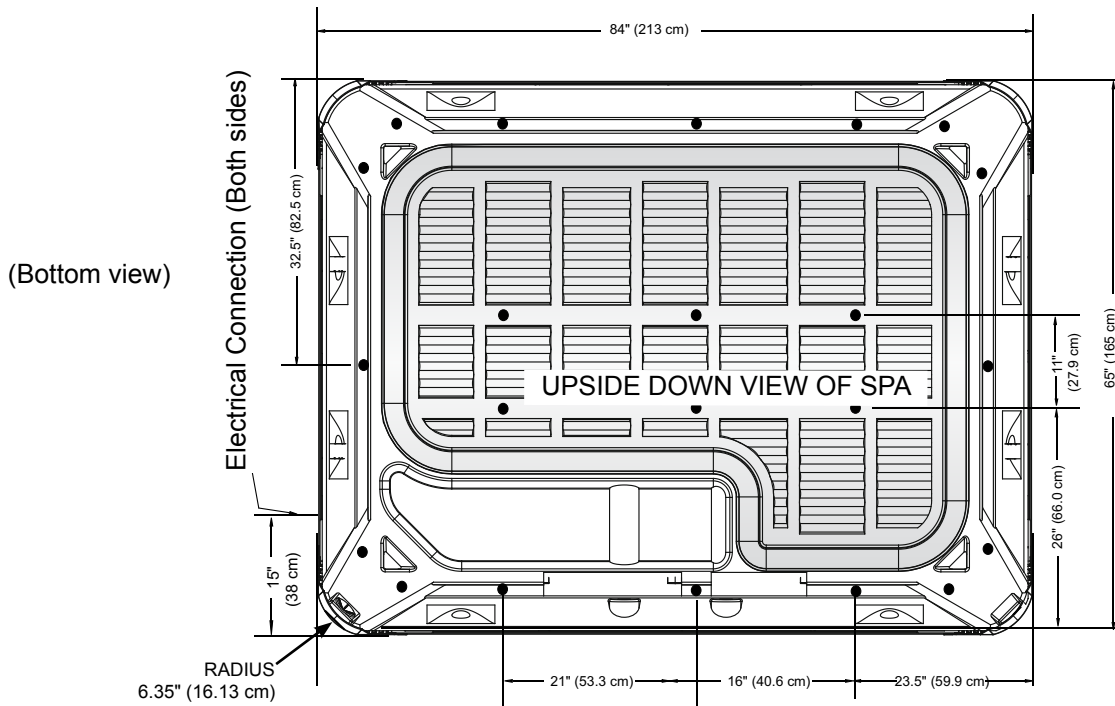 84" (213 cm)
Electrical Connection (Both sides)
32.5" (82.5 cm)
(Bottom view)
UPSIDE DOWN VIEW OF SPA
11"
(27.9 cm)
65" (165 cm)
26" (66.0 cm)
15"
(38 cm)
RADIUS
6.35" (16.13 cm)
21" (53.3 cm)
16" (40.6 cm)
23.5" (59.9 cm)